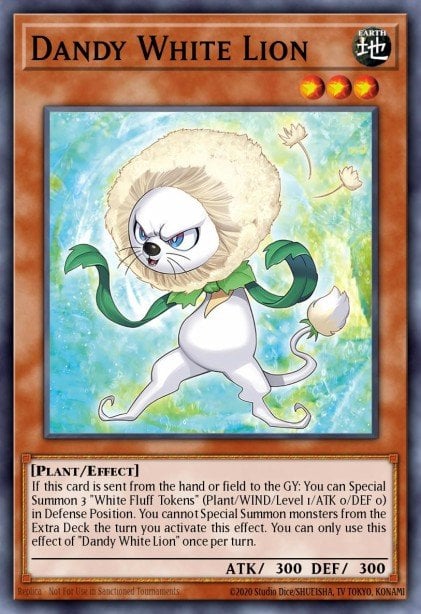 Dandy White Lion
EARTH
地
[Plant/Effect]
If this card is sent from the hand or field to the GY: You can Special
Summon 3 "White Fluff Tokens" (Plant/WIND/Level 1/ATK 0/DEF 0)
in Defense Position. You cannot Special Summon monsters from the
Extra Deck the turn you activate this effect. You can only use this
effect of "Dandy White Lion" once per turn.
ATK/ 300 DEF/ 300
Replica - Not For Use in Sanctioned Tournaments
©2020 Studio Dice/SHUEISHA, TV TOKYO, KONAMI